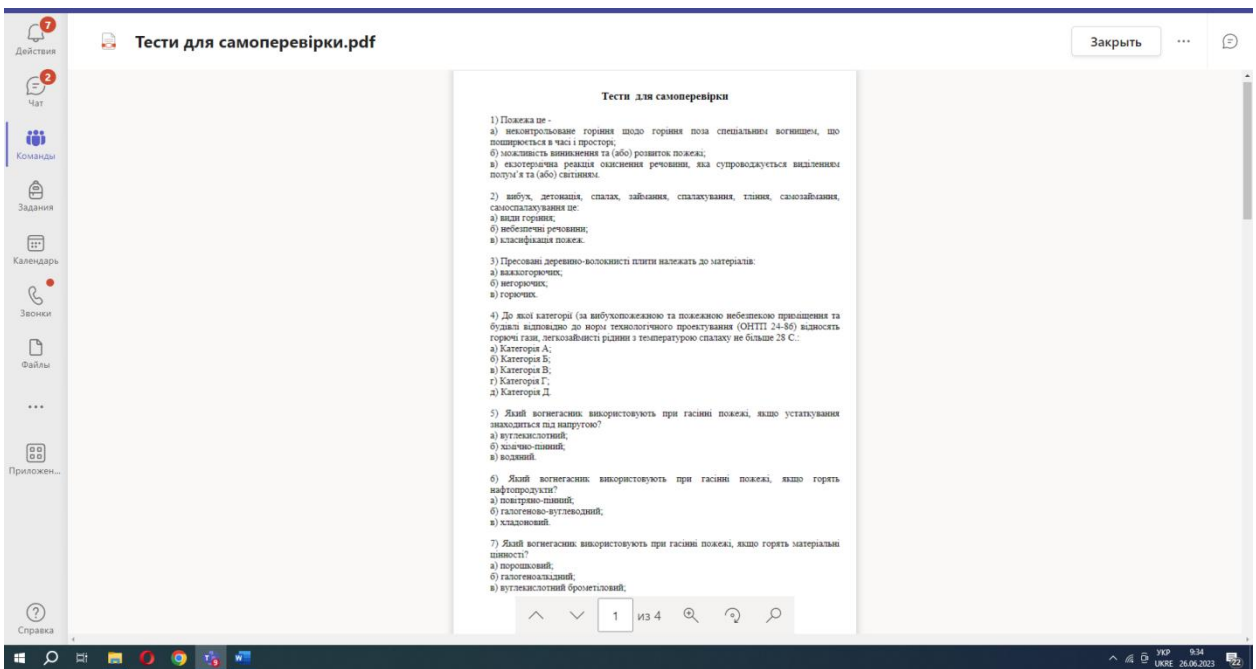 7
Действия
2
Чат
Команды
Задания
Календарь
Звонки
Файлы
...
Приложен...
Справка
Тести для самоперевірки.pdf
Закрыть
...
Тести для самоперевірки
1) Пожежа це -
а) неконтрольоване горіння щодо горіння поза спеціальним вогнищем, що
поширюється в часі і просторі;
б) можливість виникнення та (або) розвиток пожежі;
в) екзотермічна реакція окиснення речовини, яка супроводжується виділенням
полум'я та (або) світінням.
2) вибух, детонація, спалах, займання, спалахування, тління, самозаймання,
самоспалахування це:
а) види горіння;
б) небезпечні речовини;
в) класифікація пожеж.
3) Пресовані деревино-волокнисті плити належать до матеріалів:
а) важкогорючих;
б) негорючих;
в) горючих.
4) До якої категорії (за вибухопожежною та пожежною небезпекою приміщення та
будівлі відповідно до норм технологічного проектування (ОНТП 24-86) відносять
горючі гази, легкозаймисті рідини з температурою спалаху не більше 28 С.:
а) Категорія А;
б) Категорія Б;
в) Категорія В;
г) Категорія Г;
д) Категорія Д.
5) Який вогнегасник використовують при гасінні пожежі, якщо устаткування
знаходиться під напругою?
а) вуглекислотний;
б) хімічно-пінний;
в) водяний.
6) Який вогнегасник використовують при гасінні пожежі, якщо горять
нафтопродукти?
а) повітряно-пінний;
б) галогеново-вуглеводний;
в) хладоновий.
7) Який вогнегасник використовують при гасінні пожежі, якщо горять матеріальні
цінності?
а) порошковий;
б) галогеноалкідний;
в) вуглекислотний брометіловий;
1 из 4
УКР 9:34
UKRE 26.06.2023
22